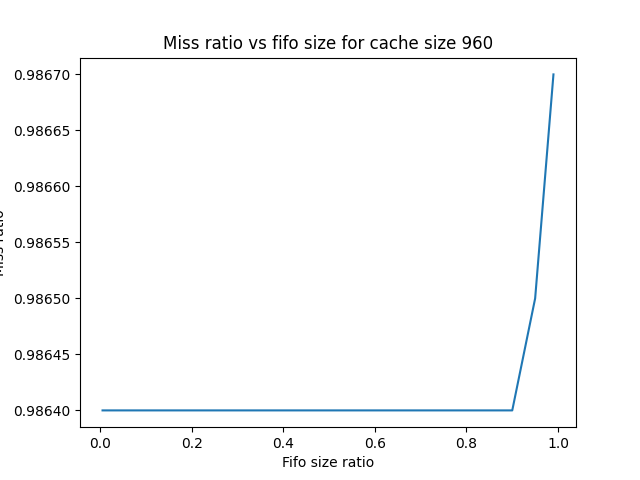 Miss ratio vs fifo size for cache size 960
0.98670
0.98665
0.98660
0.98655
0.98650
0.98645
0.98640
Miss ratio
0.0 0.2 0.4 0.6 0.8 1.0
Fifo size ratio